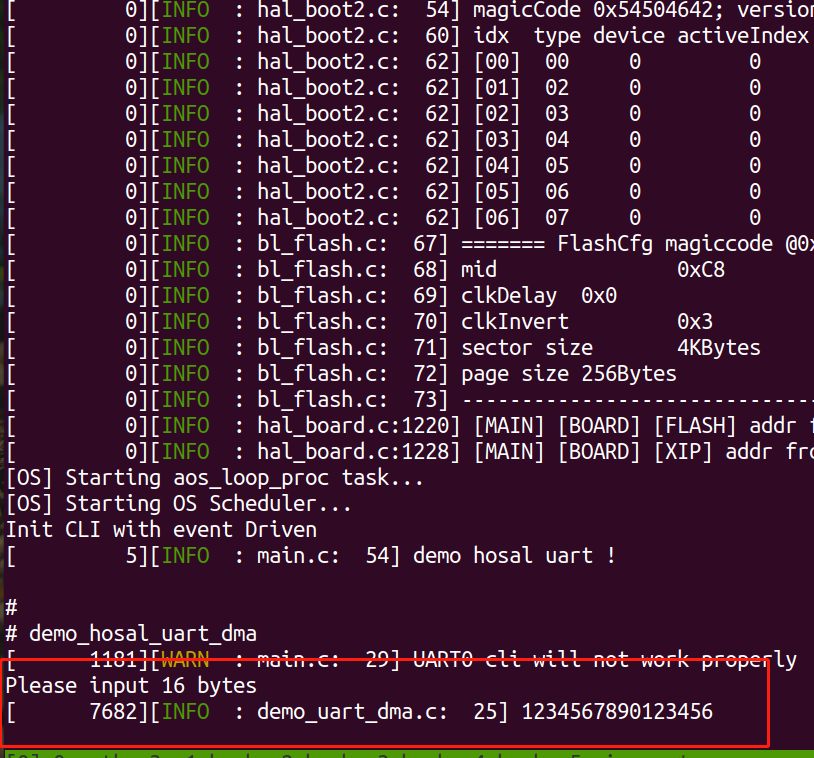 [         0][INFO  : hal_boot2.c:  54] magicCode 0x54504642; version
[         0][INFO  : hal_boot2.c:  60] idx  type device activeIndex
[         0][INFO  : hal_boot2.c:  62] [00]  00     0         0
[         0][INFO  : hal_boot2.c:  62] [01]  02     0         0
[         0][INFO  : hal_boot2.c:  62] [02]  03     0         0
[         0][INFO  : hal_boot2.c:  62] [03]  04     0         0
[         0][INFO  : hal_boot2.c:  62] [04]  05     0         0
[         0][INFO  : hal_boot2.c:  62] [05]  06     0         0
[         0][INFO  : hal_boot2.c:  62] [06]  07     0         0
[         0][INFO  : bl_flash.c:  67] ======= FlashCfg magiccode @0x
[         0][INFO  : bl_flash.c:  68] mid               0xC8
[         0][INFO  : bl_flash.c:  69] clkDelay  0x0
[         0][INFO  : bl_flash.c:  70] clkInvert         0x3
[         0][INFO  : bl_flash.c:  71] sector size       4KBytes
[         0][INFO  : bl_flash.c:  72] page size 256Bytes
[         0][INFO  : bl_flash.c:  73] ------------------------------
[         0][INFO  : hal_board.c:1220] [MAIN] [BOARD] [FLASH] addr
[         0][INFO  : hal_board.c:1228] [MAIN] [BOARD] [XIP] addr
[OS] Starting aos_loop_proc task...
[OS] Starting OS Scheduler...
Init CLI with event Driven
[         5][INFO  : main.c:  54] demo hosal uart !
#
# demo_hosal_uart_dma
[      1181][WARN  : main.c:  29] UART0 cli will not work properly
Please input 16 bytes
[      7682][INFO  : demo_uart_dma.c:  25] 1234567890123456